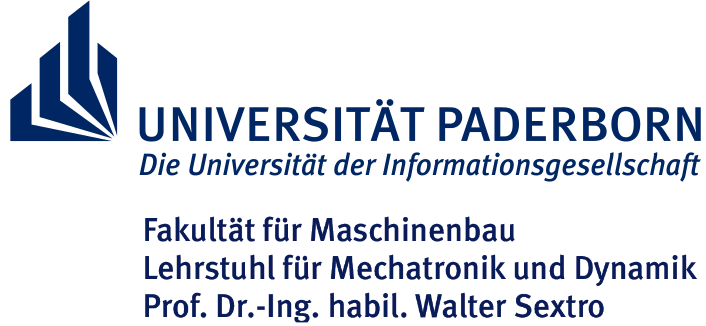 UNIVERSITÄT PADERBORN
Die Universität der Informationsgesellschaft
Fakultät für Maschinenbau
Lehrstuhl für Mechatronik und Dynamik
Prof. Dr.-Ing. habil. Walter Sextro